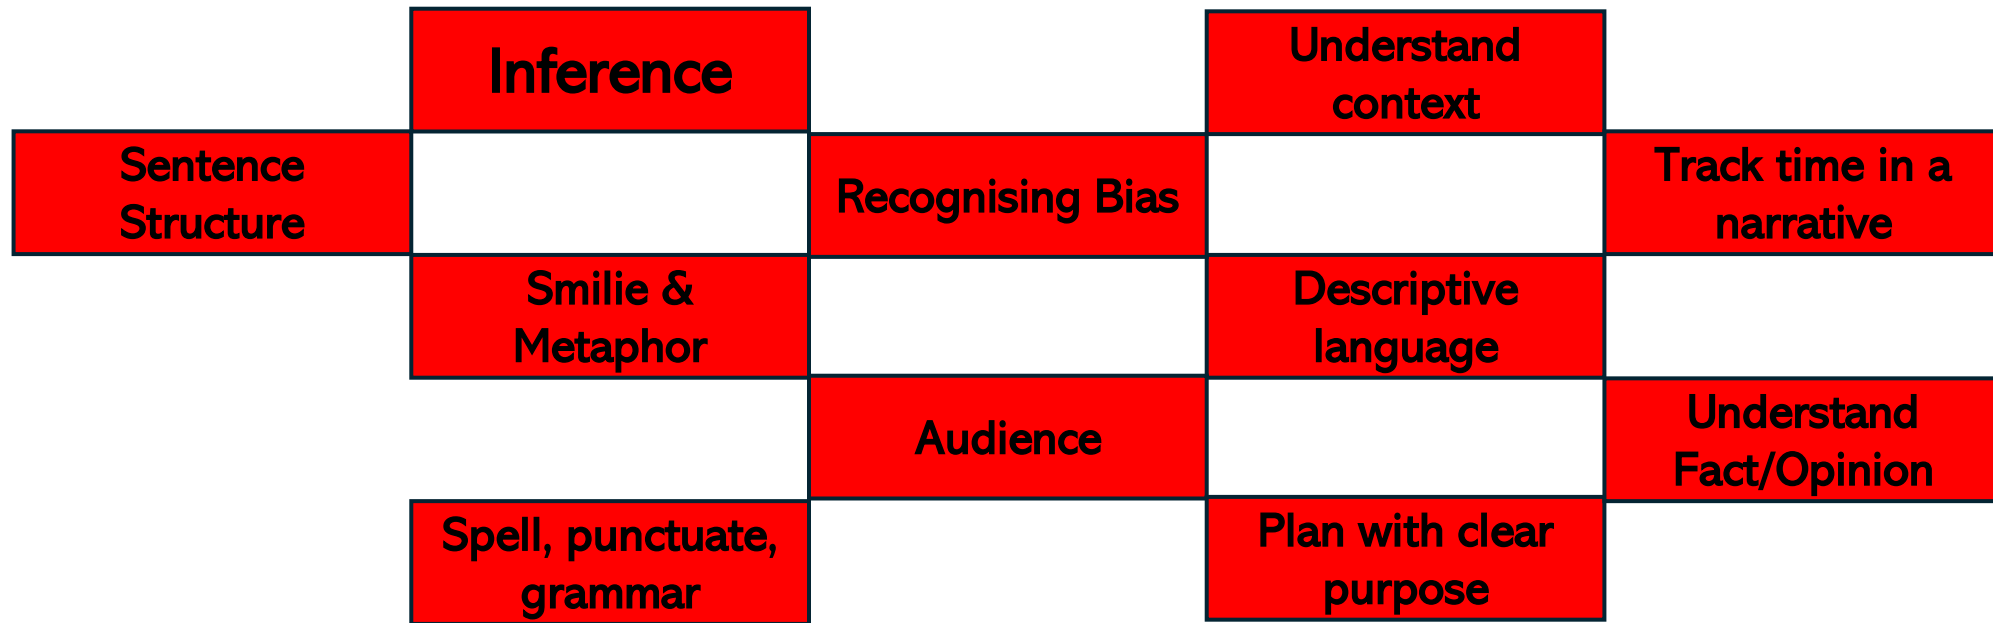 Inference
Understand
context
Sentence
Structure
Recognising Bias
Track time in a
narrative
Smilie &
Metaphor
Descriptive
language
Audience
Understand
Fact/Opinion
Spell, punctuate,
grammar
Plan with clear
purpose